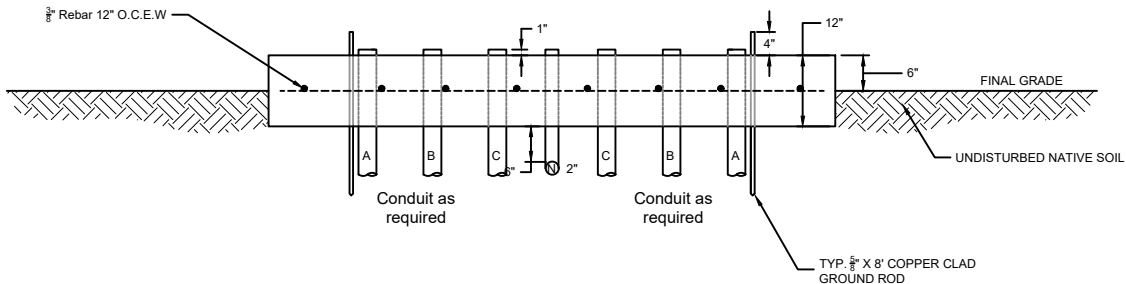 3/8" Rebar 12" O.C.E.W
1"
4"
12"
6"
FINAL GRADE
UNDISTURBED NATIVE SOIL
A
B
C
C
B
A
6"
N
2"
Conduit as
required
Conduit as
required
TYP. 5/8" X 8' COPPER CLAD
GROUND ROD